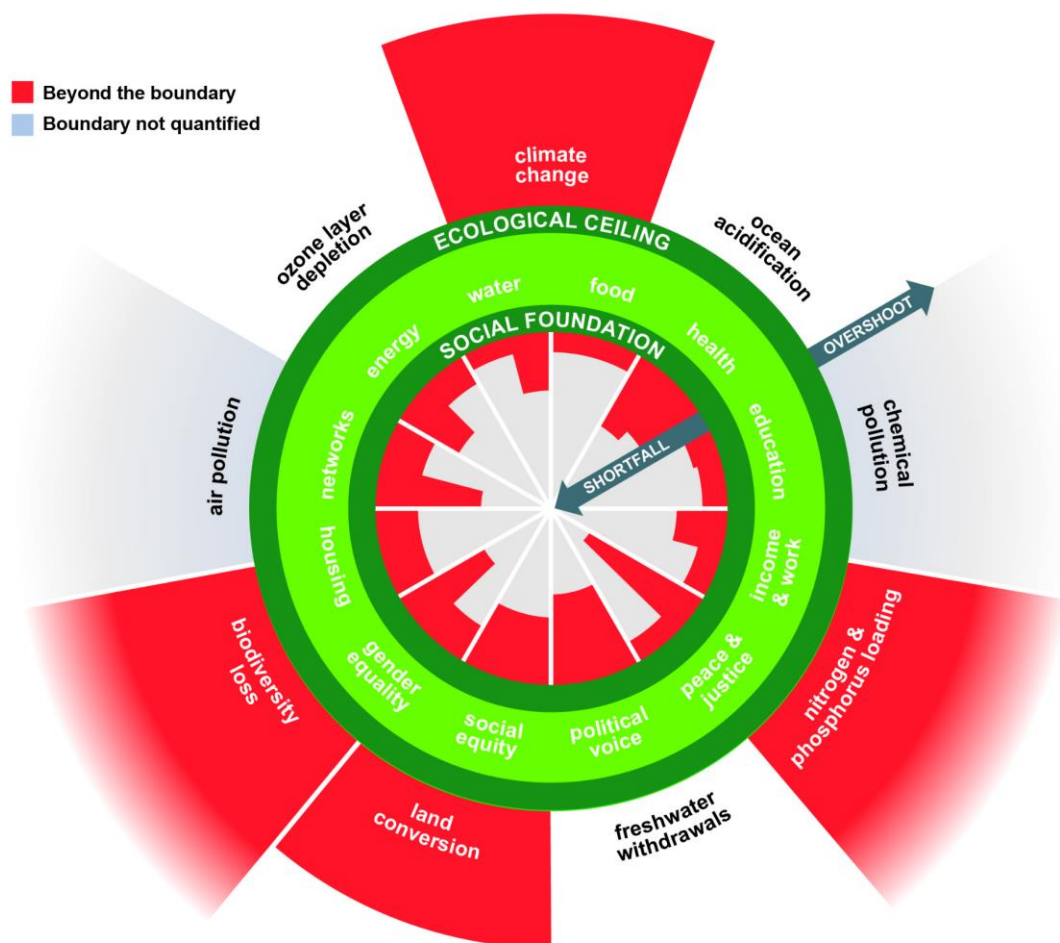 Beyond the boundary
Boundary not quantified
climate
change
ozone layer
depletion
ocean
acidification
ECOLOGICAL CEILING
OVERSHOOT
water
food
energy
health
SOCIAL FOUNDATION
networks
education
SHORTFALL
air pollution
chemical
pollution
housing
income
& work
biodiversity
loss
gender
equality
peace &
justice
nitrogen &
phosphorus loading
social
equity
political
voice
land
conversion
freshwater
withdrawals